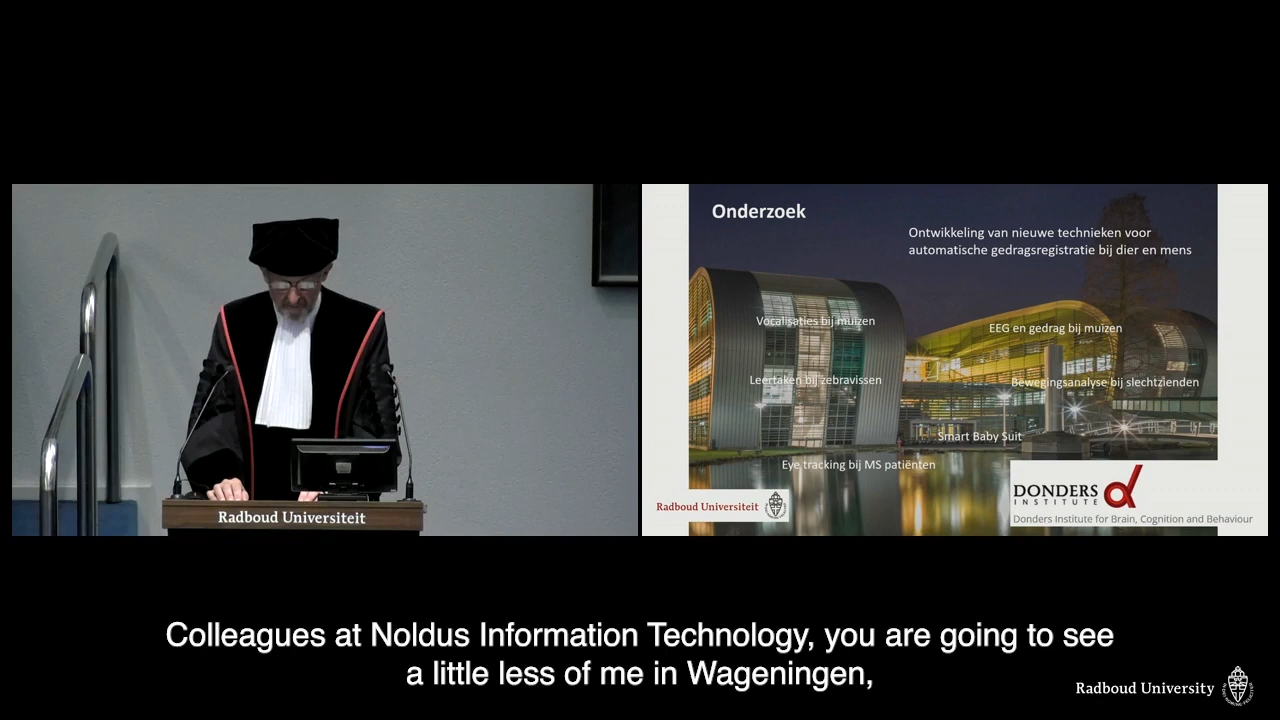 Onderzoek
Ontwikkeling van nieuwe technieken voor
automatische gedragsregistratie bij dier en mens
Vocalisaties bij muizen
EEG en gedrag bij muizen
Leertaken bij zebravissen
Bewegingsanalyse bij slechtzienden
Smart Baby Suit
Eye tracking bij MS patiënten
Radboud Universiteit
DONDERS
INSTITUTE
Donders Institute for Brain, Cognition and Behaviour
Radboud Universiteit
Colleagues at Noldus Information Technology, you are going to see
a little less of me in Wageningen,
Radboud University